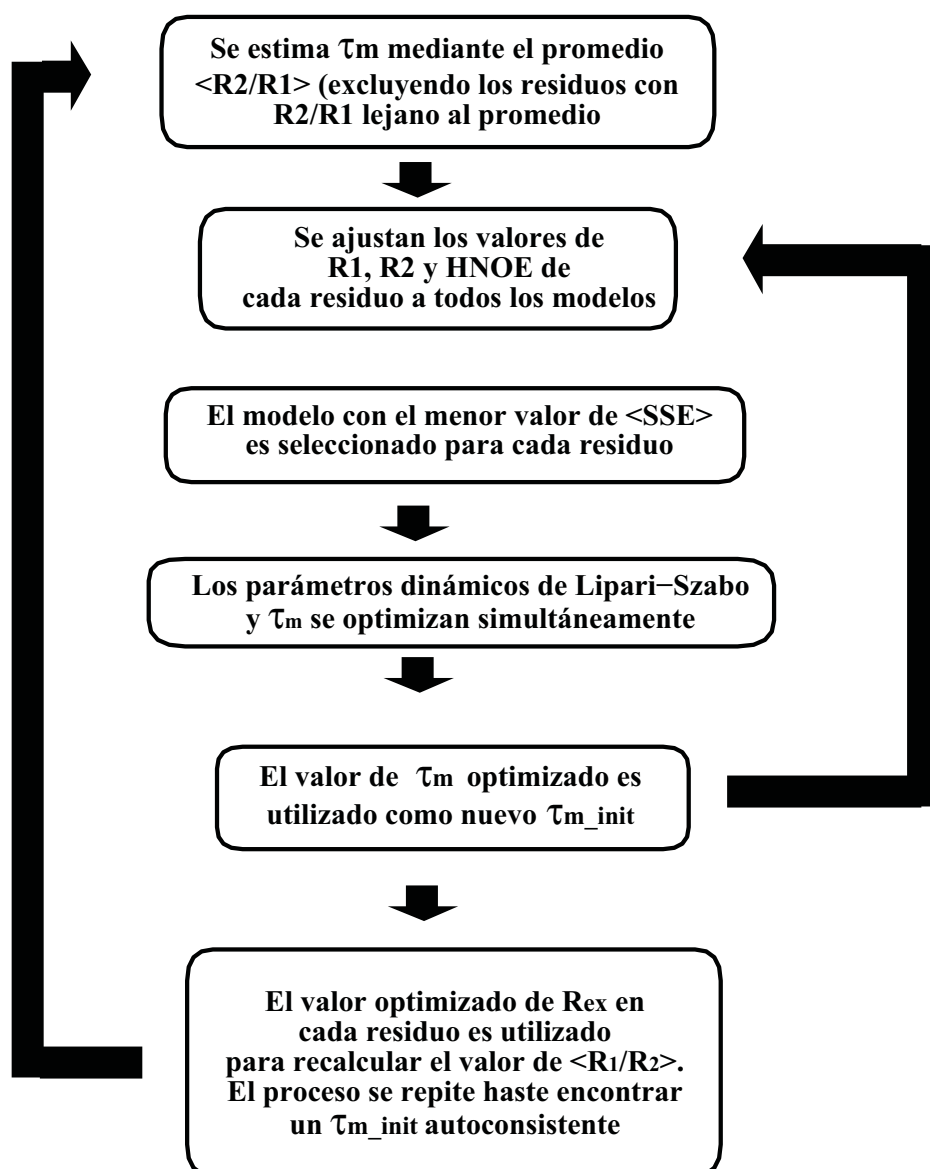 Se estima τm mediante el promedio
<R2/R1> (excluyendo los residuos con
R2/R1 lejano al promedio
Se ajustan los valores de
R1, R2 y HNOE de
cada residuo a todos los modelos
El modelo con el menor valor de <SSE>
es seleccionado para cada residuo
Los parámetros dinámicos de Lipari−Szabo
y τm se optimizan simultáneamente
El valor de τm optimizado es
utilizado como nuevo τm_init
El valor optimizado de Rex en
cada residuo es utilizado
para recalcular el valor de <R1/R2>.
El proceso se repite haste encontrar
un τm_init autoconsistente